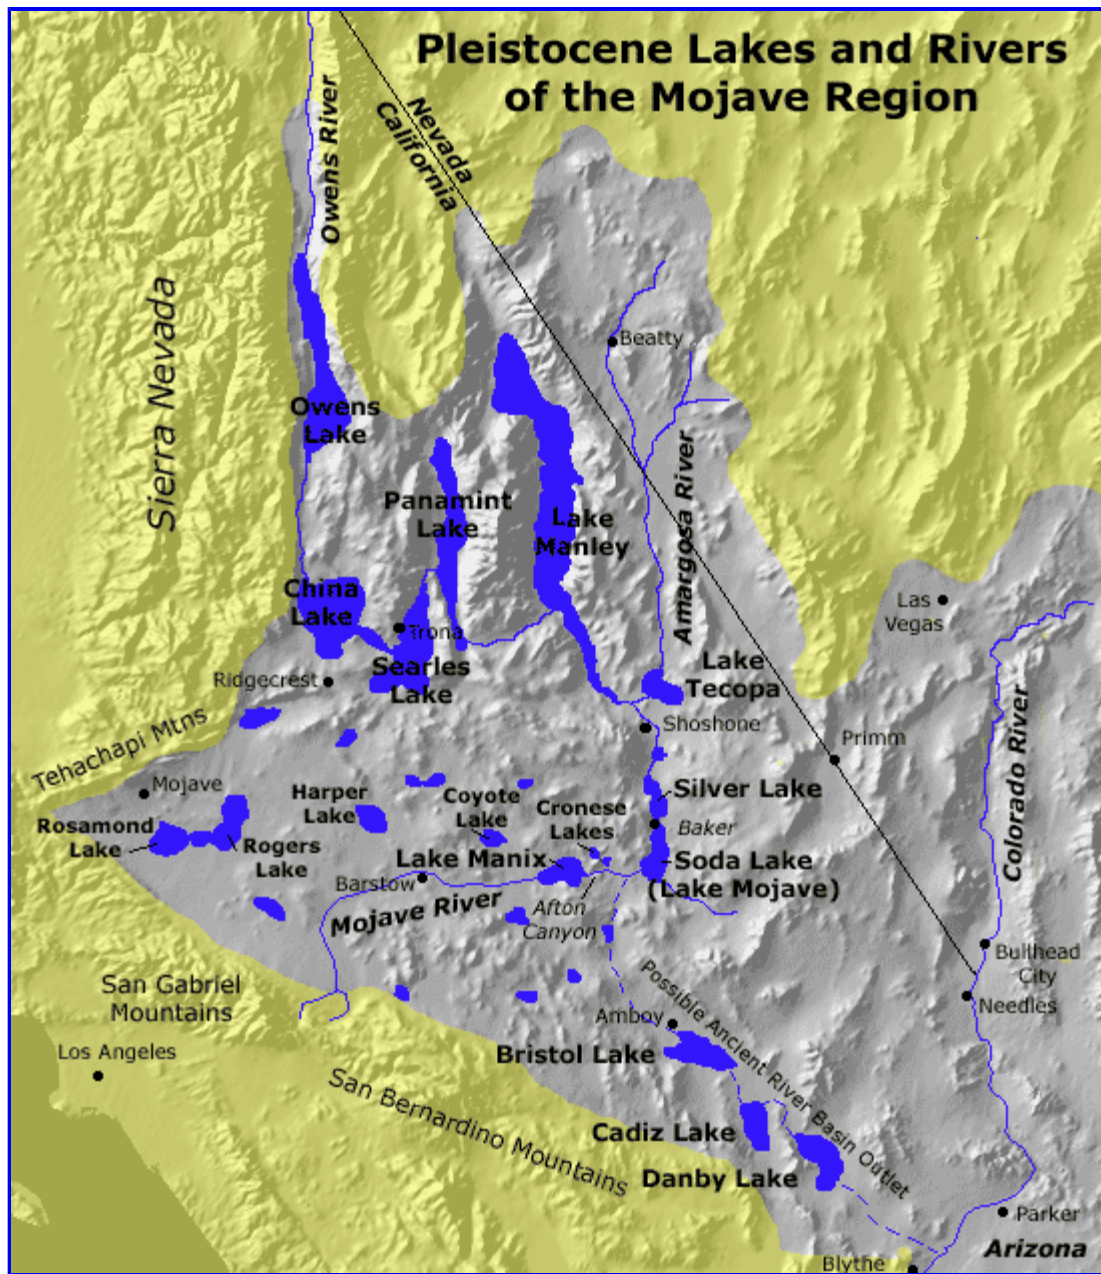 Pleistocene Lakes and Rivers
of the Mojave Region
Nevada
California
Owens River
Sierra Nevada
Beatty
Owens
Lake
Amargosa River
Panamint
Lake
Lake
Manley
China
Lake
Trona
Las
Vegas
Searles
Lake
Lake
Tecopa
Ridgecrest
Shoshone
Colorado River
Tehachapi Mtns
Primm
Mojave
Harper
Lake
Coyote
Lake
Cronese
Lakes
Silver Lake
Rosamond
Lake
Rogers
Lake
Baker
Lake Manix
Soda Lake
(Lake Mojave)
Barstow
Mojave River
Afton
Canyon
Bullhead
City
San Gabriel
Mountains
Possible Ancient River Basin Outlet
Needles
Amboy
Los Angeles
Bristol Lake
San Bernardino Mountains
Cadiz Lake
Danby Lake
Parker
Arizona
Blythe